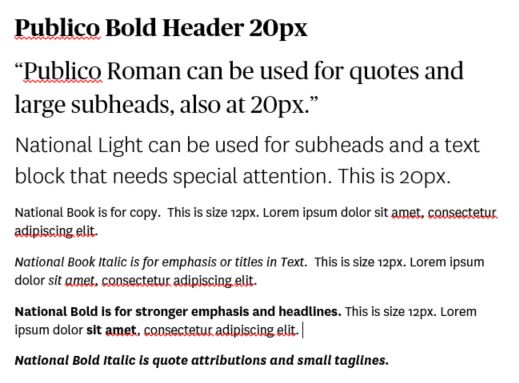 Publico Bold Header 20px
“Publico Roman can be used for quotes and
large subheads, also at 20px.”
National Light can be used for subheads and a text
block that needs special attention. This is 20px.
National Book is for copy.  This is size 12px. Lorem ipsum dolor sit amet, consectetur
adipiscing elit.
National Book Italic is for emphasis or titles in Text.  This is size 12px. Lorem ipsum
dolor sit amet, consectetur adipiscing elit.
National Bold is for stronger emphasis and headlines. This is size 12px. Lorem
ipsum dolor sit amet, consectetur adipiscing elit.
National Bold Italic is quote attributions and small taglines.